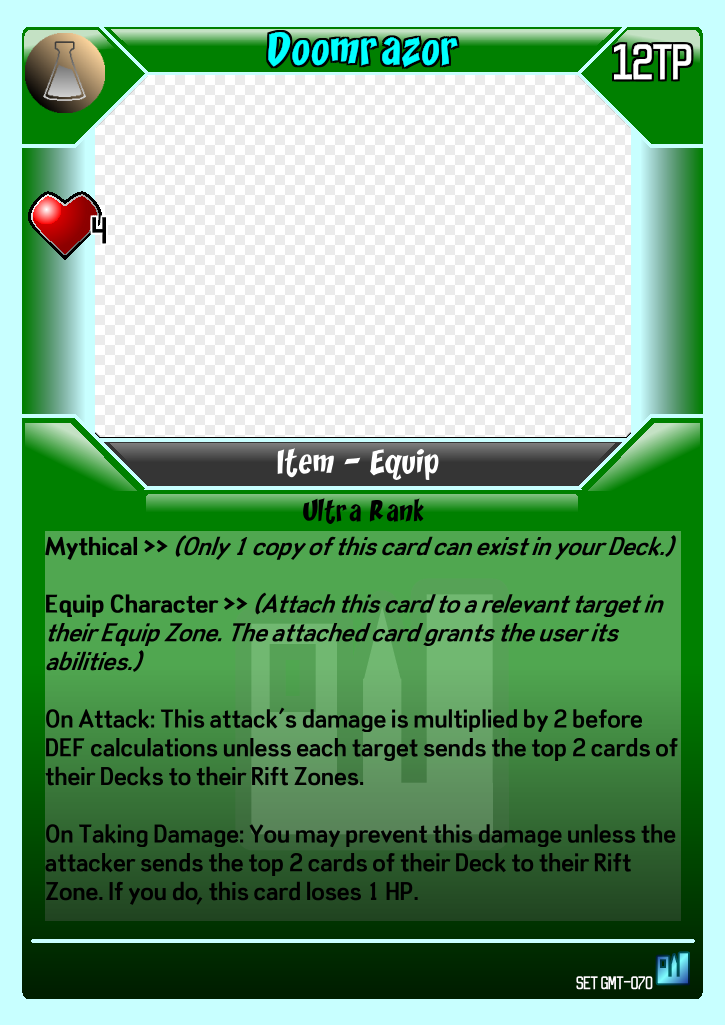 Doomrazor
12TP
4
Item - Equip
Ultra Rank
Mythical >> (Only 1 copy of this card can exist in your Deck.)
Equip Character >> (Attach this card to a relevant target in
their Equip Zone. The attached card grants the user its
abilities.)
On Attack: This attack's damage is multiplied by 2 before
DEF calculations unless each target sends the top 2 cards of
their Decks to their Rift Zones.
On Taking Damage: You may prevent this damage unless the
attacker sends the top 2 cards of their Deck to their Rift
Zone. If you do, this card loses 1 HP.
SET GMT-070